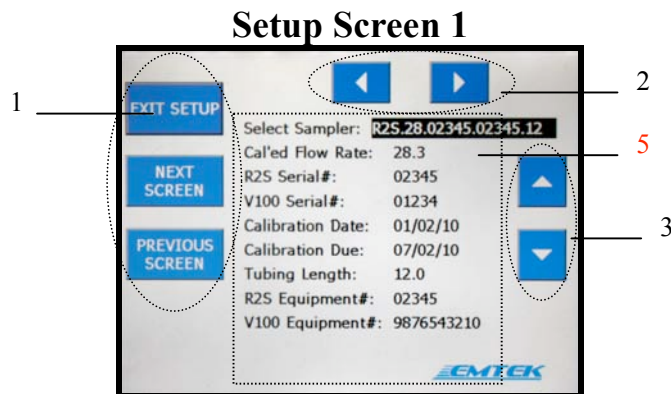 Setup Screen 1
1
2
EXIT SETUP
Select Sampler: R2S.28.02345.02345.12
5
Cal'ed Flow Rate: 28.3
NEXT
SCREEN
R2S Serial#: 02345
V100 Serial#: 01234
Calibration Date: 01/02/10
3
PREVIOUS
SCREEN
Calibration Due: 07/02/10
Tubing Length: 12.0
R2S Equipment#: 02345
V100 Equipment#: 9876543210
EMTEK